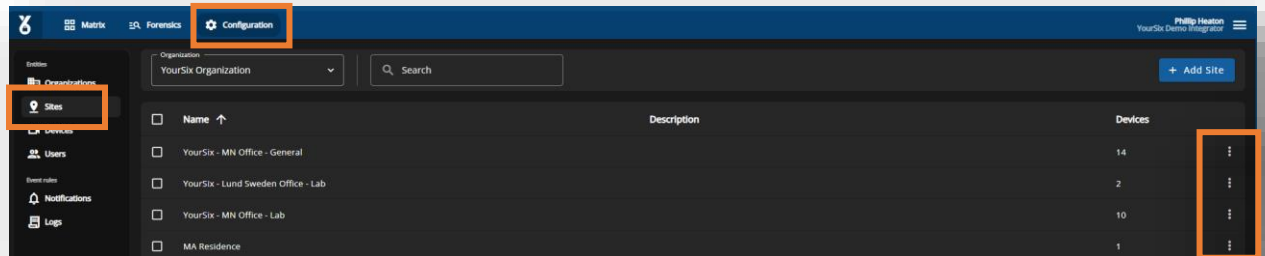 Matrix Forensics Configuration Phillip Heaton
YourSix Demo Integrator
Entities
Organizations
Sites
Devices
Users
Event rules
Notifications
Logs
Organization
YourSix Organization
Search
+ Add Site
Name Description Devices
YourSix - MN Office - General 14
YourSix - Lund Sweden Office - Lab 2
YourSix - MN Office - Lab 10
MA Residence 1